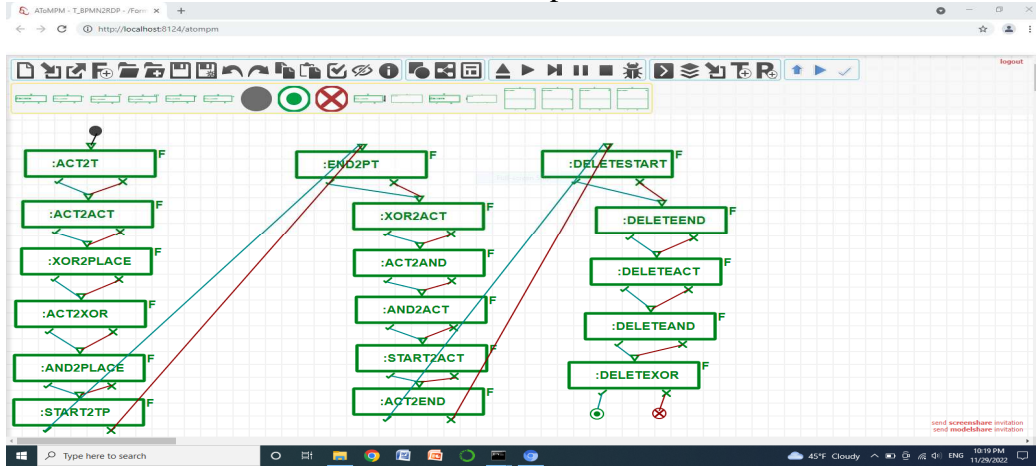 AToMPM - T_BPMN2RDP - /Form
http://localhost:8124/atompm
logout
:ACT2T F
:ACT2ACT F
:XOR2PLACE F
:ACT2XOR F
:AND2PLACE F
:START2TP F
:END2PT F
:XOR2ACT F
:ACT2AND F
:AND2ACT F
:START2ACT F
:ACT2END F
:DELETESTART F
:DELETEEND F
:DELETEACT F
:DELETEAND F
:DELETEXOR F
send screenshare invitation
send modelshare invitation
Type here to search
45°F Cloudy
ENG
10:19 PM
11/29/2022